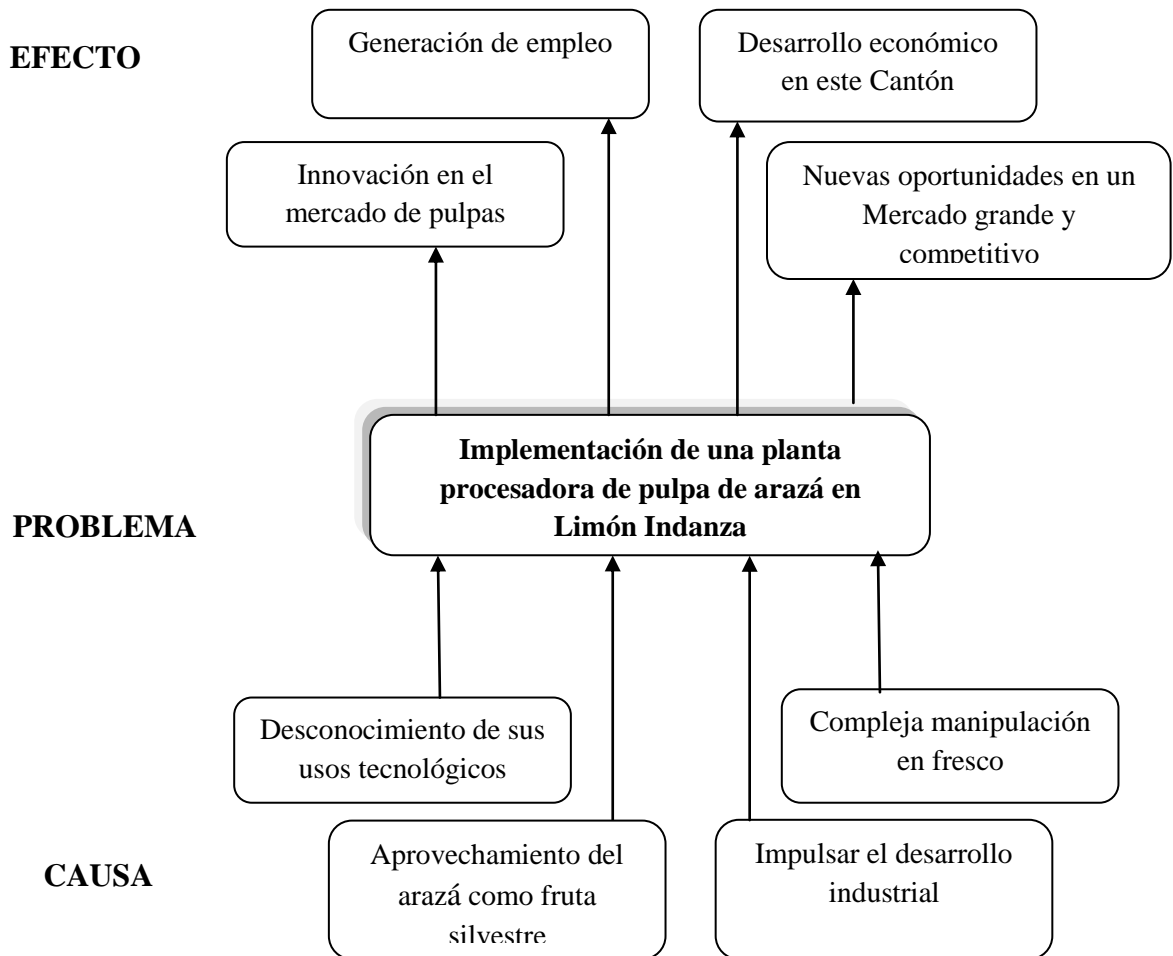 EFECTO
Generación de empleo
Desarrollo económico
en este Cantón
Innovación en el
mercado de pulpas
Nuevas oportunidades en un
Mercado grande y
competitivo
PROBLEMA
Implementación de una planta
procesadora de pulpa de arazá en
Limón Indanza
Desconocimiento de sus
usos tecnológicos
Compleja manipulación
en fresco
CAUSA
Aprovechamiento del
arazá como fruta
silvestre
Impulsar el desarrollo
industrial